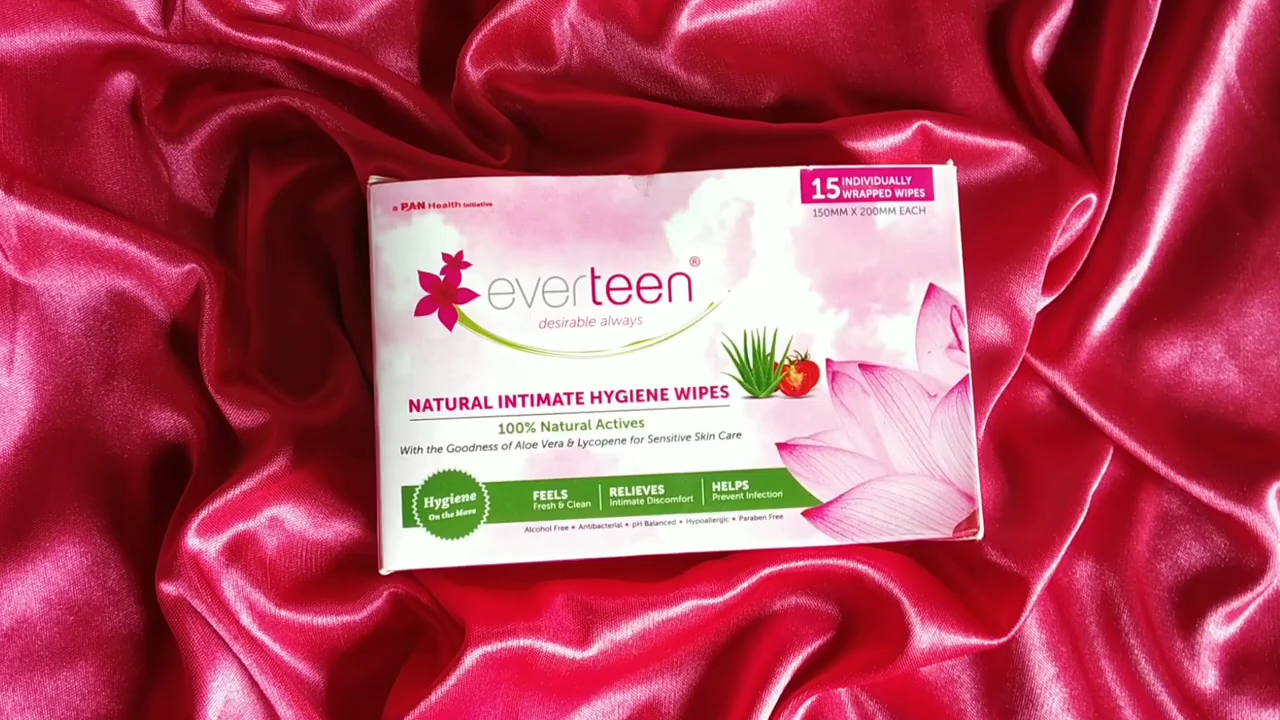 a PAN Health Initiative
15 INDIVIDUALLY WRAPPED WIPES
150MM X 200MM EACH
everteen®
desirable always
NATURAL INTIMATE HYGIENE WIPES
100% Natural Actives
With the Goodness of Aloe Vera & Lycopene for Sensitive Skin Care
Hygiene
On the Move
FEELS
Fresh & Clean
RELIEVES
Intimate Discomfort
HELPS
Prevent Infection
Alcohol Free • Antibacterial • pH Balanced • Hypoallergic • Paraben Free